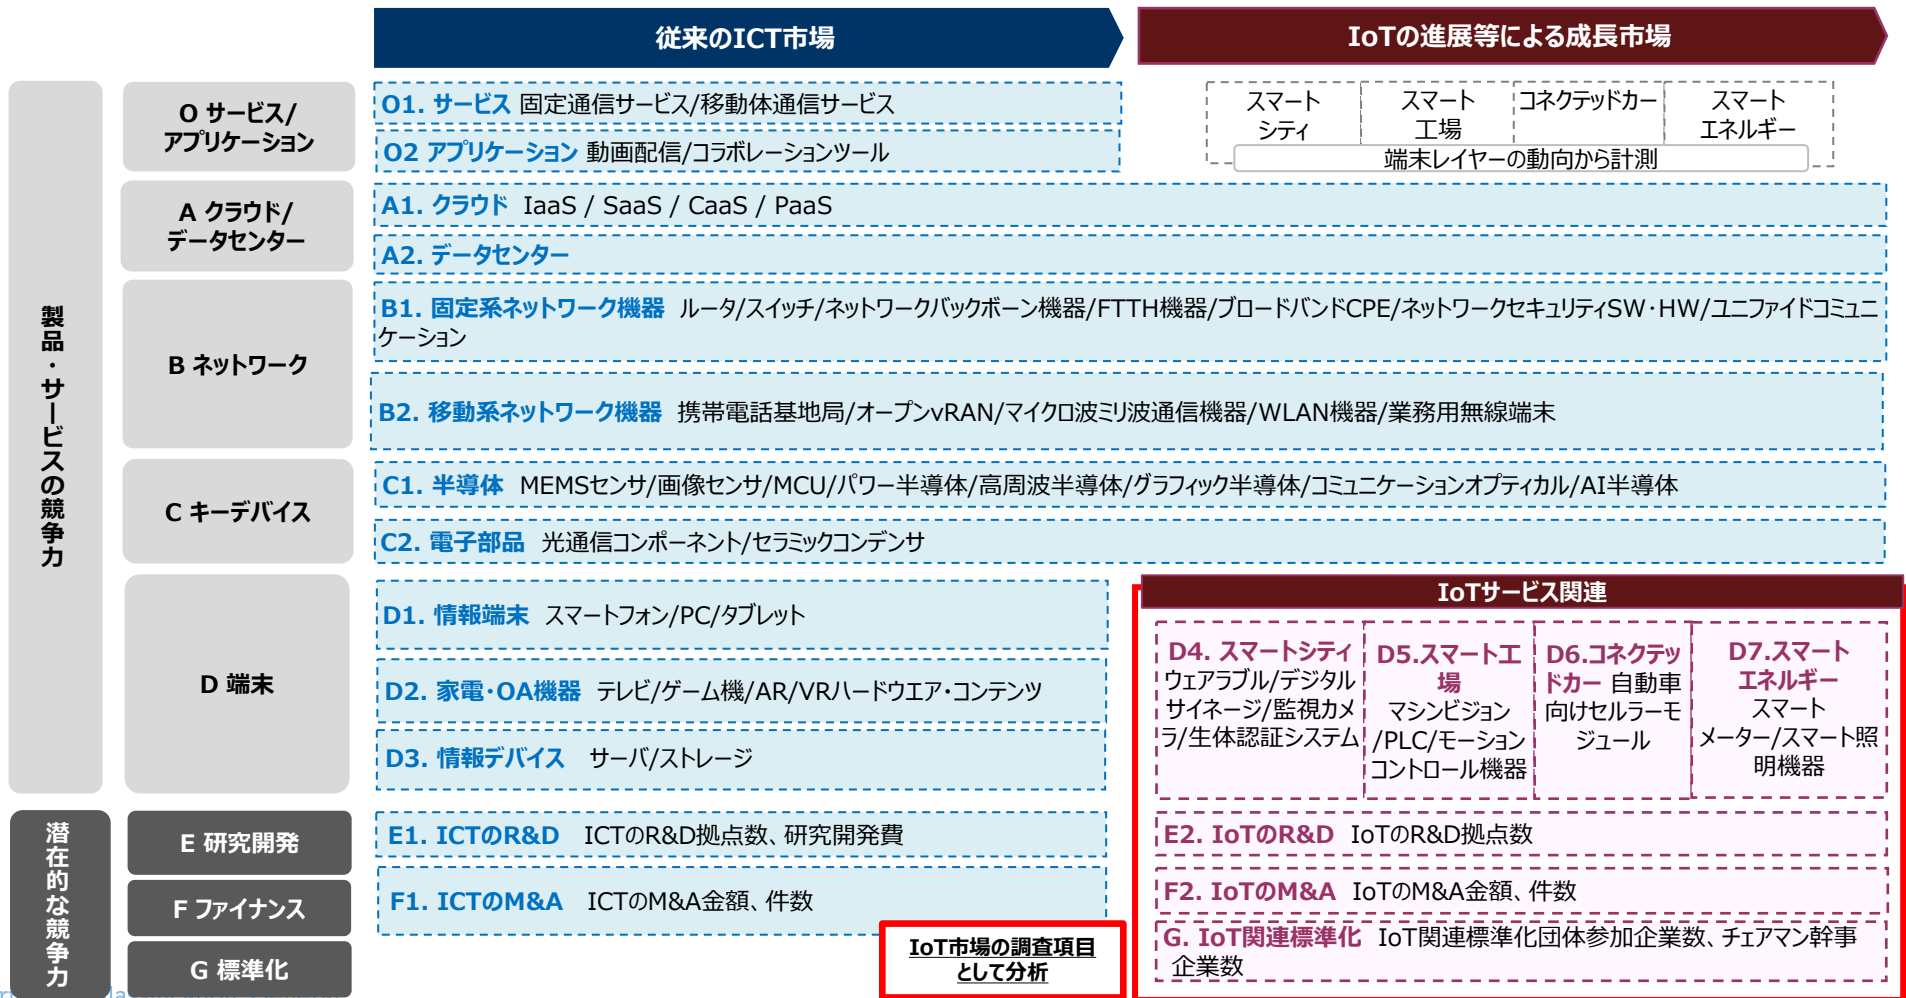 従来のICT市場
IoTの進展等による成長市場
製品・サービスの競争力
O サービス/
アプリケーション
O1. サービス 固定通信サービス/移動体通信サービス
O2 アプリケーション 動画配信/コラボレーションツール
スマート
シティ
スマート
工場
コネクテッドカー
スマート
エネルギー
端末レイヤーの動向から計測
A クラウド/
データセンター
A1. クラウド IaaS / SaaS / CaaS / PaaS
A2. データセンター
B ネットワーク
B1. 固定系ネットワーク機器 ルータ/スイッチ/ネットワークバックボーン機器/FTTH機器/ブロードバンドCPE/ネットワークセキュリティSW・HW/ユニファイドコミュニ
ケーション
B2. 移動系ネットワーク機器 携帯電話基地局/オープンvRAN/マイクロ波ミリ波通信機器/WLAN機器/業務用無線端末
C キーデバイス
C1. 半導体 MEMSセンサ/画像センサ/MCU/パワー半導体/高周波半導体/グラフィック半導体/コミュニケーションオプティカル/AI半導体
C2. 電子部品 光通信コンポーネント/セラミックコンデンサ
D 端末
D1. 情報端末 スマートフォン/PC/タブレット
D2. 家電・OA機器 テレビ/ゲーム機/AR/VRハードウエア・コンテンツ
D3. 情報デバイス サーバ/ストレージ
IoTサービス関連
D4. スマートシティ
ウェアラブル/デジタル
サイネージ/監視カメ
ラ/生体認証システム
D5.スマート工
場
マシンビジョン
/PLC/モーション
コントロール機器
D6.コネクテッ
ドカー 自動車
向けセルラーモ
ジュール
D7.スマート
エネルギー
スマート
メーター/スマート照
明機器
潜在的な競争力
E 研究開発
E1. ICTのR&D ICTのR&D拠点数、研究開発費
E2. IoTのR&D IoTのR&D拠点数
F ファイナンス
F1. ICTのM&A ICTのM&A金額、件数
F2. IoTのM&A IoTのM&A金額、件数
G 標準化
IoT市場の調査項目
として分析
G. IoT関連標準化 IoT関連標準化団体参加企業数、チェアマン幹事
企業数